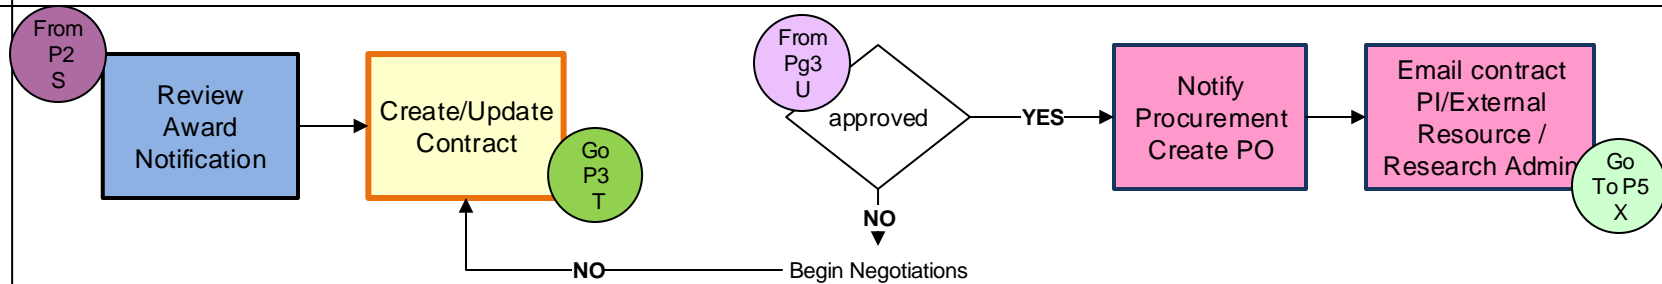 From
P2
S
Review
Award
Notification
Create/Update
Contract
Go
P3
T
From
Pg3
U
approved
YES
NO
Begin Negotiations
NO
Notify
Procurement
Create PO
Email contract
PI/External
Resource /
Research Admin
Go
To P5
X